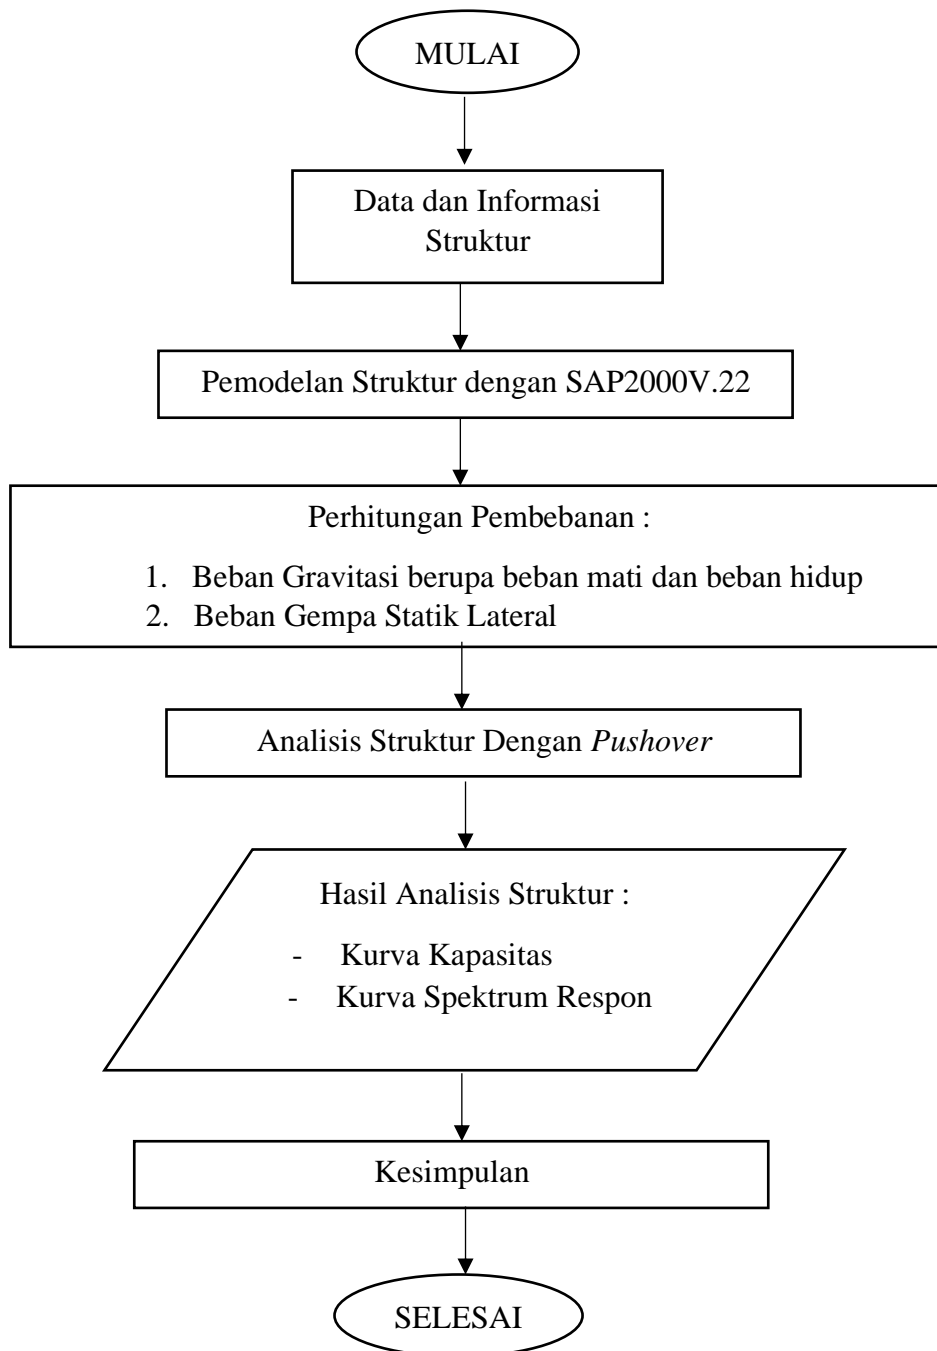 MULAI
Data dan Informasi
Struktur
Pemodelan Struktur dengan SAP2000V.22
Perhitungan Pembebanan :
1. Beban Gravitasi berupa beban mati dan beban hidup
2. Beban Gempa Statik Lateral
Analisis Struktur Dengan Pushover
Hasil Analisis Struktur :
- Kurva Kapasitas
- Kurva Spektrum Respon
Kesimpulan
SELESAI